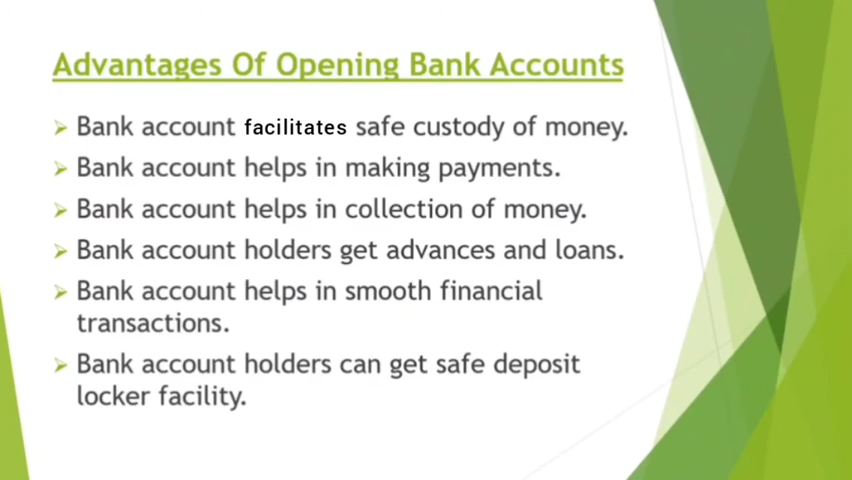 Advantages Of Opening Bank Accounts
Bank account facilitates safe custody of money.
Bank account helps in making payments.
Bank account helps in collection of money.
Bank account holders get advances and loans.
Bank account helps in smooth financial
transactions.
Bank account holders can get safe deposit
locker facility.